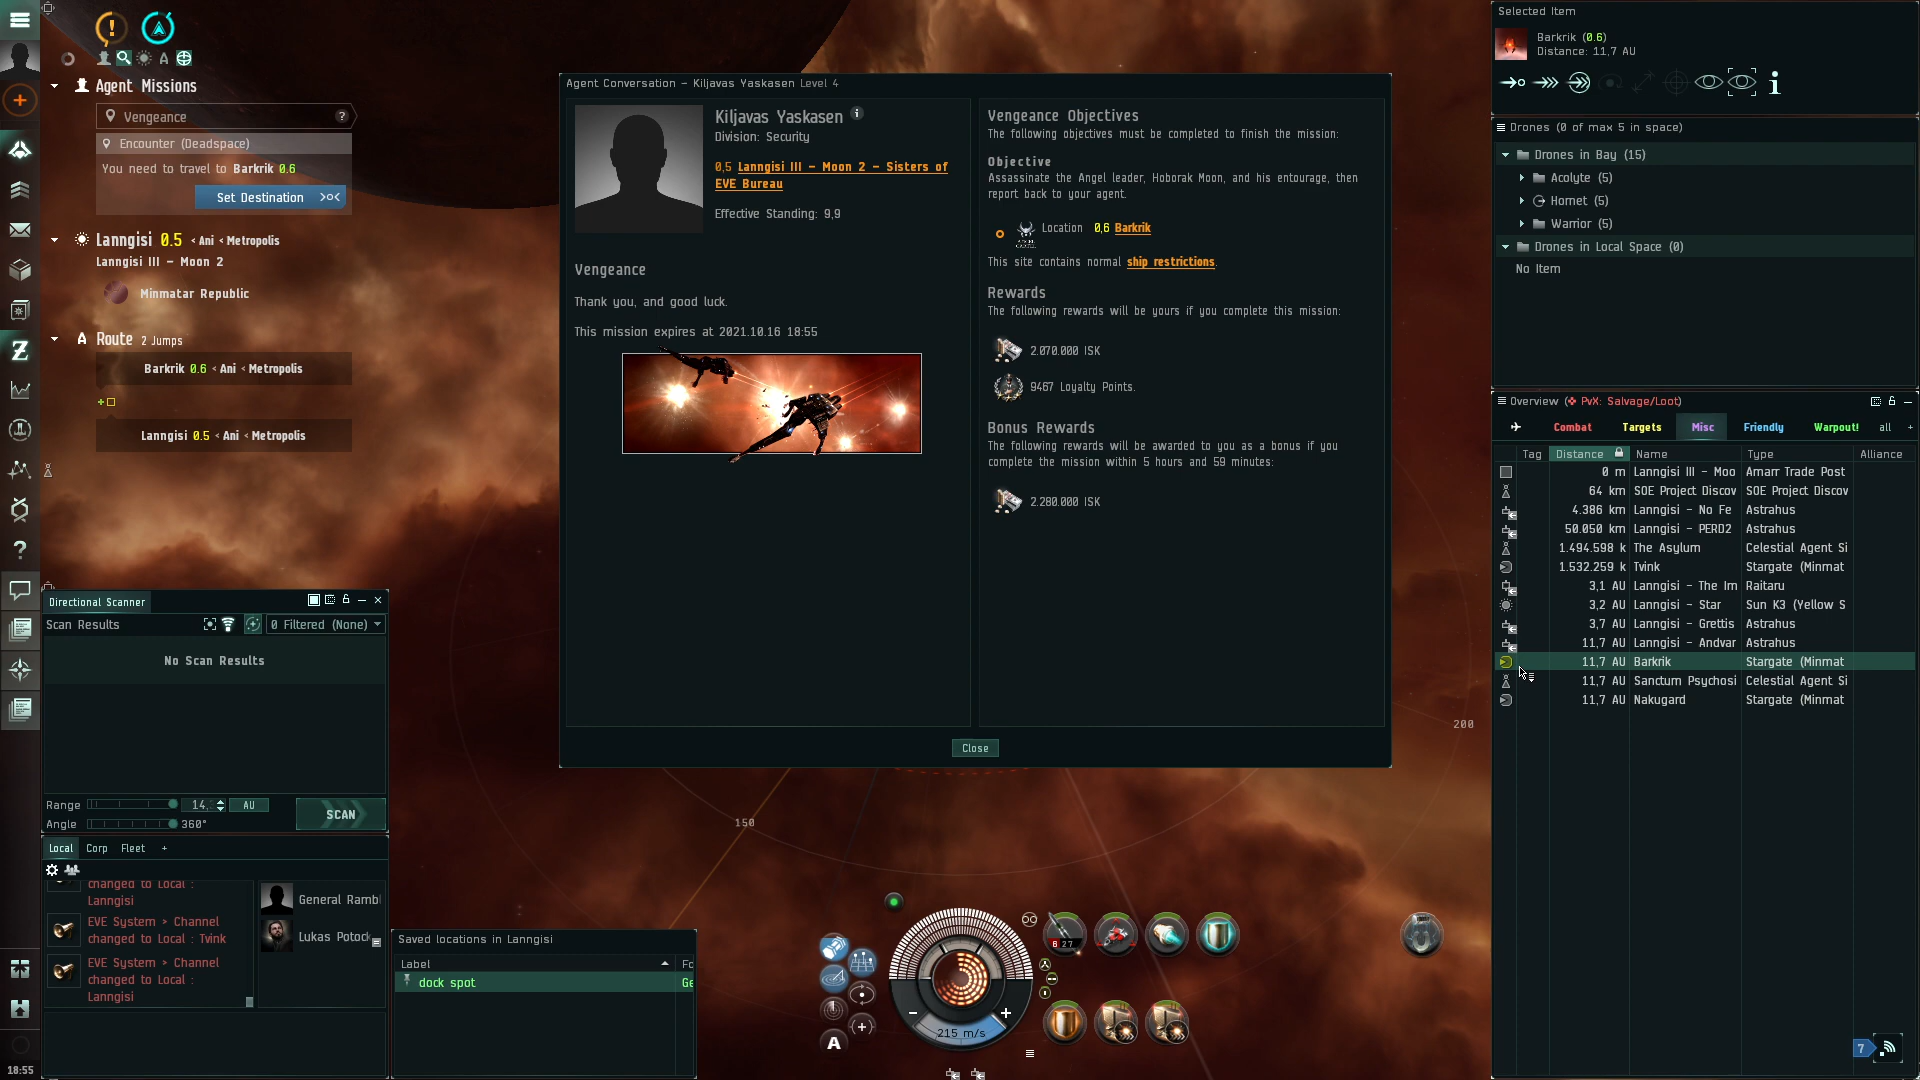 Agent Missions
Vengeance
?
Encounter (Deadspace)
You need to travel to Barkrik 0.6
Set Destination
Lanngisi 0.5 < Ani < Metropolis
Lanngisi III - Moon 2
Minmatar Republic
Route 2 Jumps
Barkrik 0.6 < Ani < Metropolis
Lanngisi 0.5 < Ani < Metropolis
Directional Scanner
Scan Results
0 Filtered (None)
No Scan Results
Range
14,
AU
Angle
360°
SCAN
Local
Corp
Fleet
+
changed to Local :
Lanngisi
EVE System > Channel
changed to Local : Tvink
EVE System > Channel
changed to Local :
Lanngisi
General Rambl
Lukas Potoc
18:55
Saved locations in Lanngisi
Label
Fc
dock spot
Ge
Agent Conversation - Kiljavas Yaskasen Level 4
Kiljavas Yaskasen
Division: Security
0,5 Lanngisi III - Moon 2 - Sisters of
EVE Bureau
Effective Standing: 9,9
Vengeance
Thank you, and good luck.
This mission expires at 2021.10.16 18:55
Vengeance Objectives
The following objectives must be completed to finish the mission:
Objective
Assassinate the Angel leader, Hoborak Moon, and his entourage, then
report back to your agent.
Location 0,6 Barkrik
This site contains normal ship restrictions.
Rewards
The following rewards will be yours if you complete this mission:
2.070.000 ISK
9467 Loyalty Points.
Bonus Rewards
The following rewards will be awarded to you as a bonus if you
complete the mission within 5 hours and 59 minutes:
2.280.000 ISK
Close
150
200
215 m/s
A
6 27
Selected Item
Barkrik (0.6)
Distance: 11,7 AU
Drones (0 of max 5 in space)
Drones in Bay (15)
Acolyte (5)
Hornet (5)
Warrior (5)
Drones in Local Space (0)
No Item
Overview (PvX: Salvage/Loot)
Combat
Targets
Misc
Friendly
Warpout!
all
+
Tag
Distance
Name
Type
Alliance
0 m Lanngisi III - Moo Amarr Trade Post
64 km SOE Project Discov SOE Project Discov
4.386 km Lanngisi - No Fe Astrahus
50.050 km Lanngisi - PERD2 Astrahus
1.494.598 k The Asylum Celestial Agent Si
1.532.259 k Tvink Stargate (Minmat
3,1 AU Lanngisi - The Im Raitaru
3,2 AU Lanngisi - Star Sun K3 (Yellow S
3,7 AU Lanngisi - Grettis Astrahus
11,7 AU Lanngisi - Andvar Astrahus
11,7 AU Barkrik Stargate (Minmat
11,7 AU Sanctum Psychosi Celestial Agent Si
11,7 AU Nakugard Stargate (Minmat
7